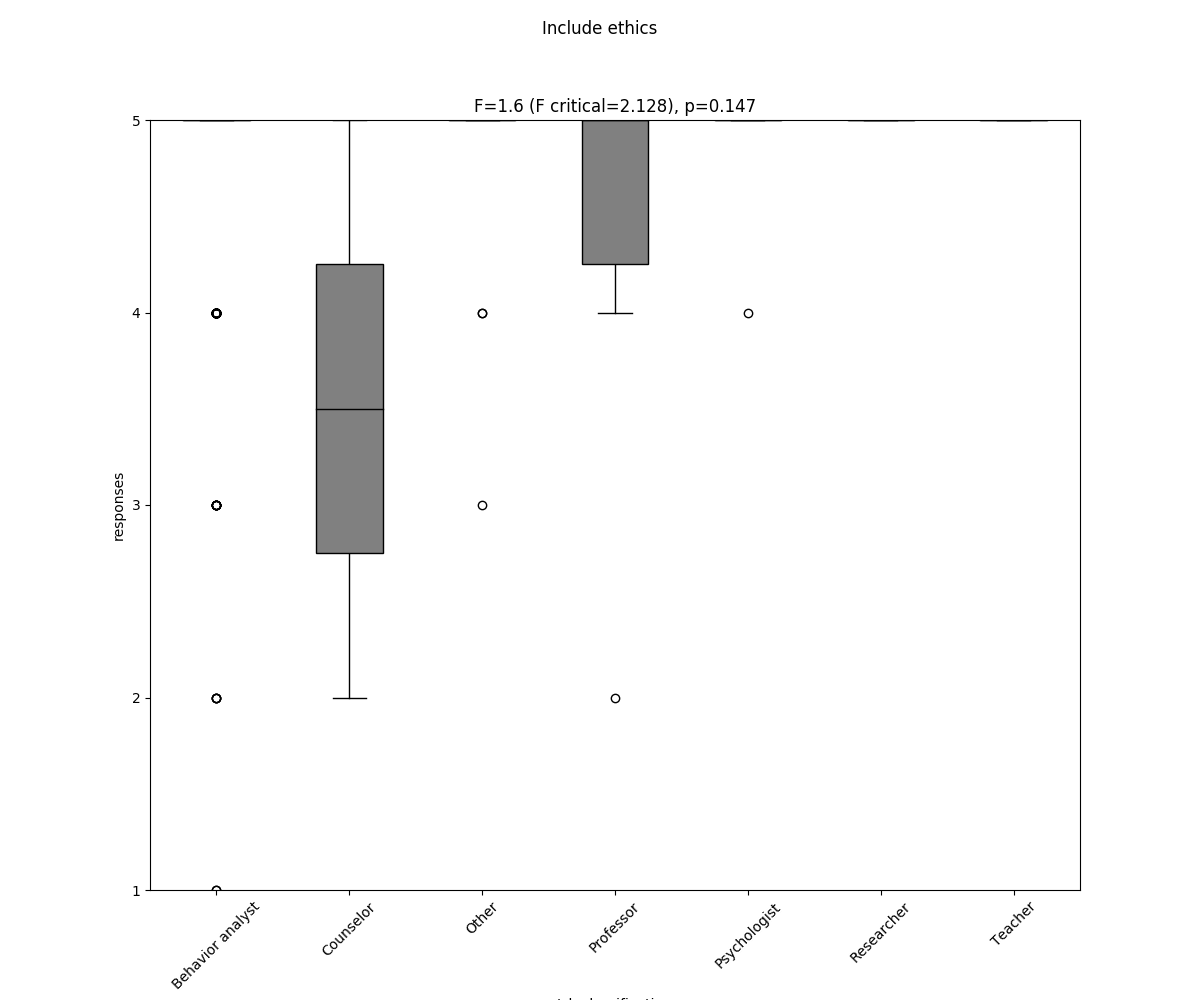 Include ethics
F=1.6 (F critical=2.128), p=0.147
5
4
3
2
1
responses
Behavior analyst
Counselor
Other
Professor
Psychologist
Researcher
Teacher